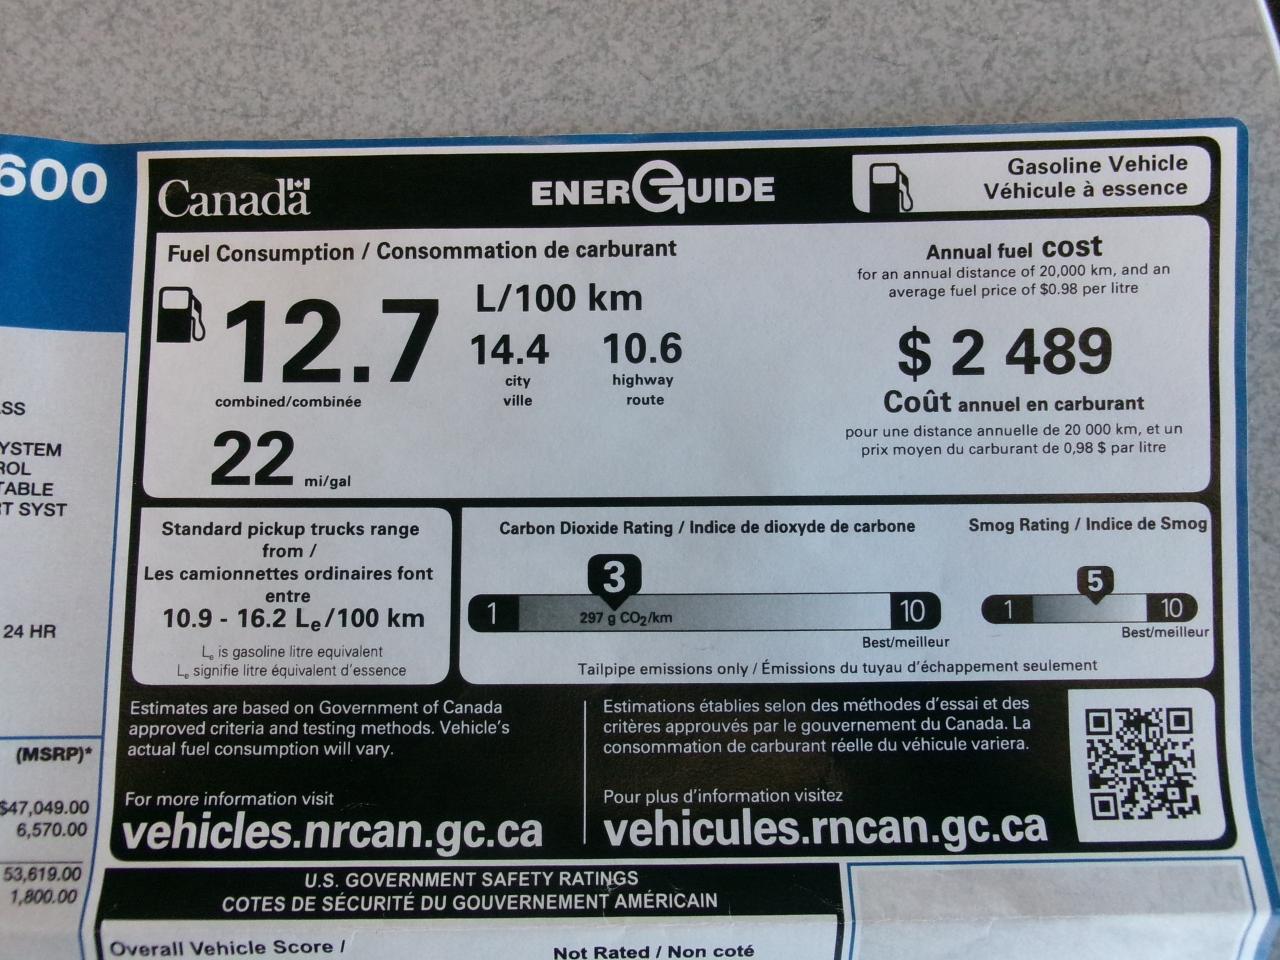 600
Canada
ENERGUIDE
Gasoline Vehicle
Véhicule à essence
Fuel Consumption / Consommation de carburant
12.7
combined/combinée
L/100 km
14.4 10.6
city highway
ville route
22 mi/gal
Annual fuel cost
for an annual distance of 20,000 km, and an
average fuel price of $0.98 per litre
$ 2 489
Coût annuel en carburant
pour une distance annuelle de 20 000 km, et un
prix moyen du carburant de 0,98 $ par litre
Standard pickup trucks range
from /
Les camionnettes ordinaires font
entre
10.9 - 16.2 Le/100 km
Le is gasoline litre equivalent
Le signifie litre équivalent d'essence
Carbon Dioxide Rating / Indice de dioxyde de carbone
3
1 10
297 g CO2/km
Best/meilleur
Smog Rating / Indice de Smog
5
1 10
Best/meilleur
Tailpipe emissions only / Émissions du tuyau d'échappement seulement
Estimates are based on Government of Canada
approved criteria and testing methods. Vehicle's
actual fuel consumption will vary.
For more information visit
vehicles.nrcan.gc.ca
Estimations établies selon des méthodes d'essai et des
critères approuvés par le gouvernement du Canada. La
consommation de carburant réelle du véhicule variera.
Pour plus d'information visitez
vehicules.rncan.gc.ca
U.S. GOVERNMENT SAFETY RATINGS
COTES DE SÉCURITÉ DU GOUVERNEMENT AMÉRICAIN
Overall Vehicle Score /
Not Rated / Non coté
SS
YSTEM
ROL
TABLE
RT SYST
24 HR
(MSRP)*
$47,049.00
6,570.00
53,619.00
1,800.00